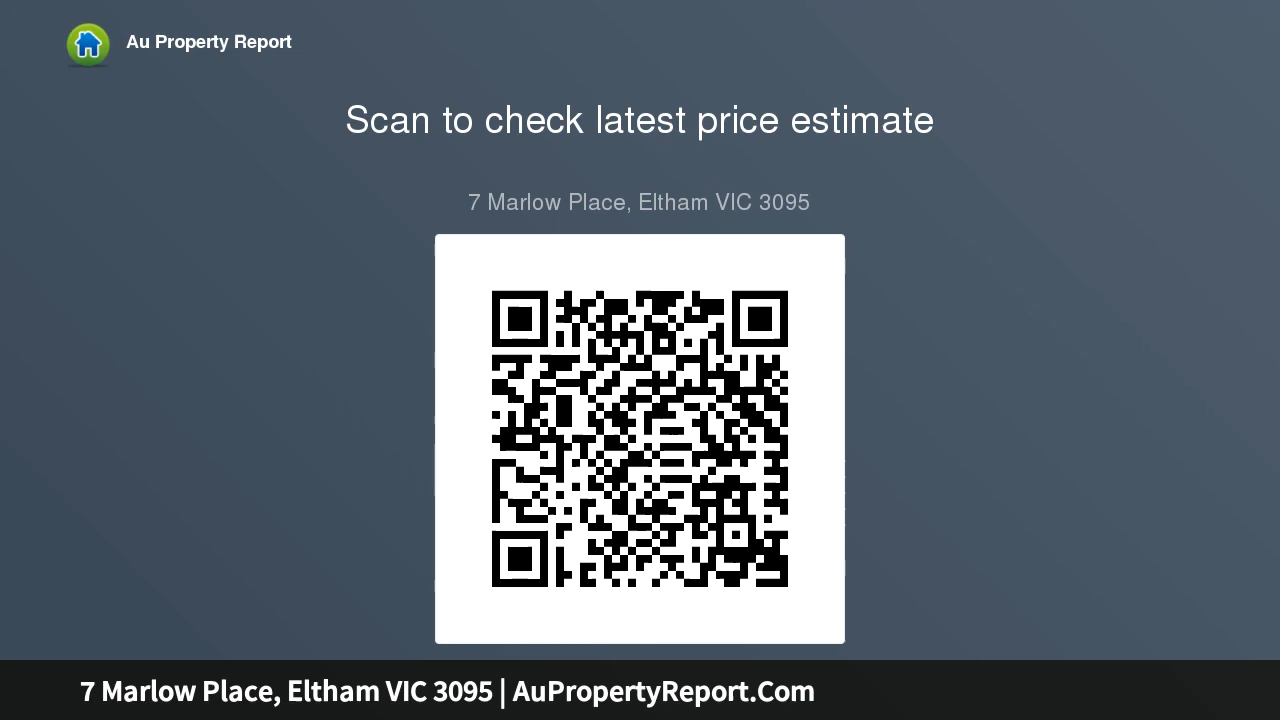 Au Property Report
Scan to check latest price estimate
7 Marlow Place, Eltham VIC 3095
7 Marlow Place, Eltham VIC 3095 | AuPropertyReport.Com